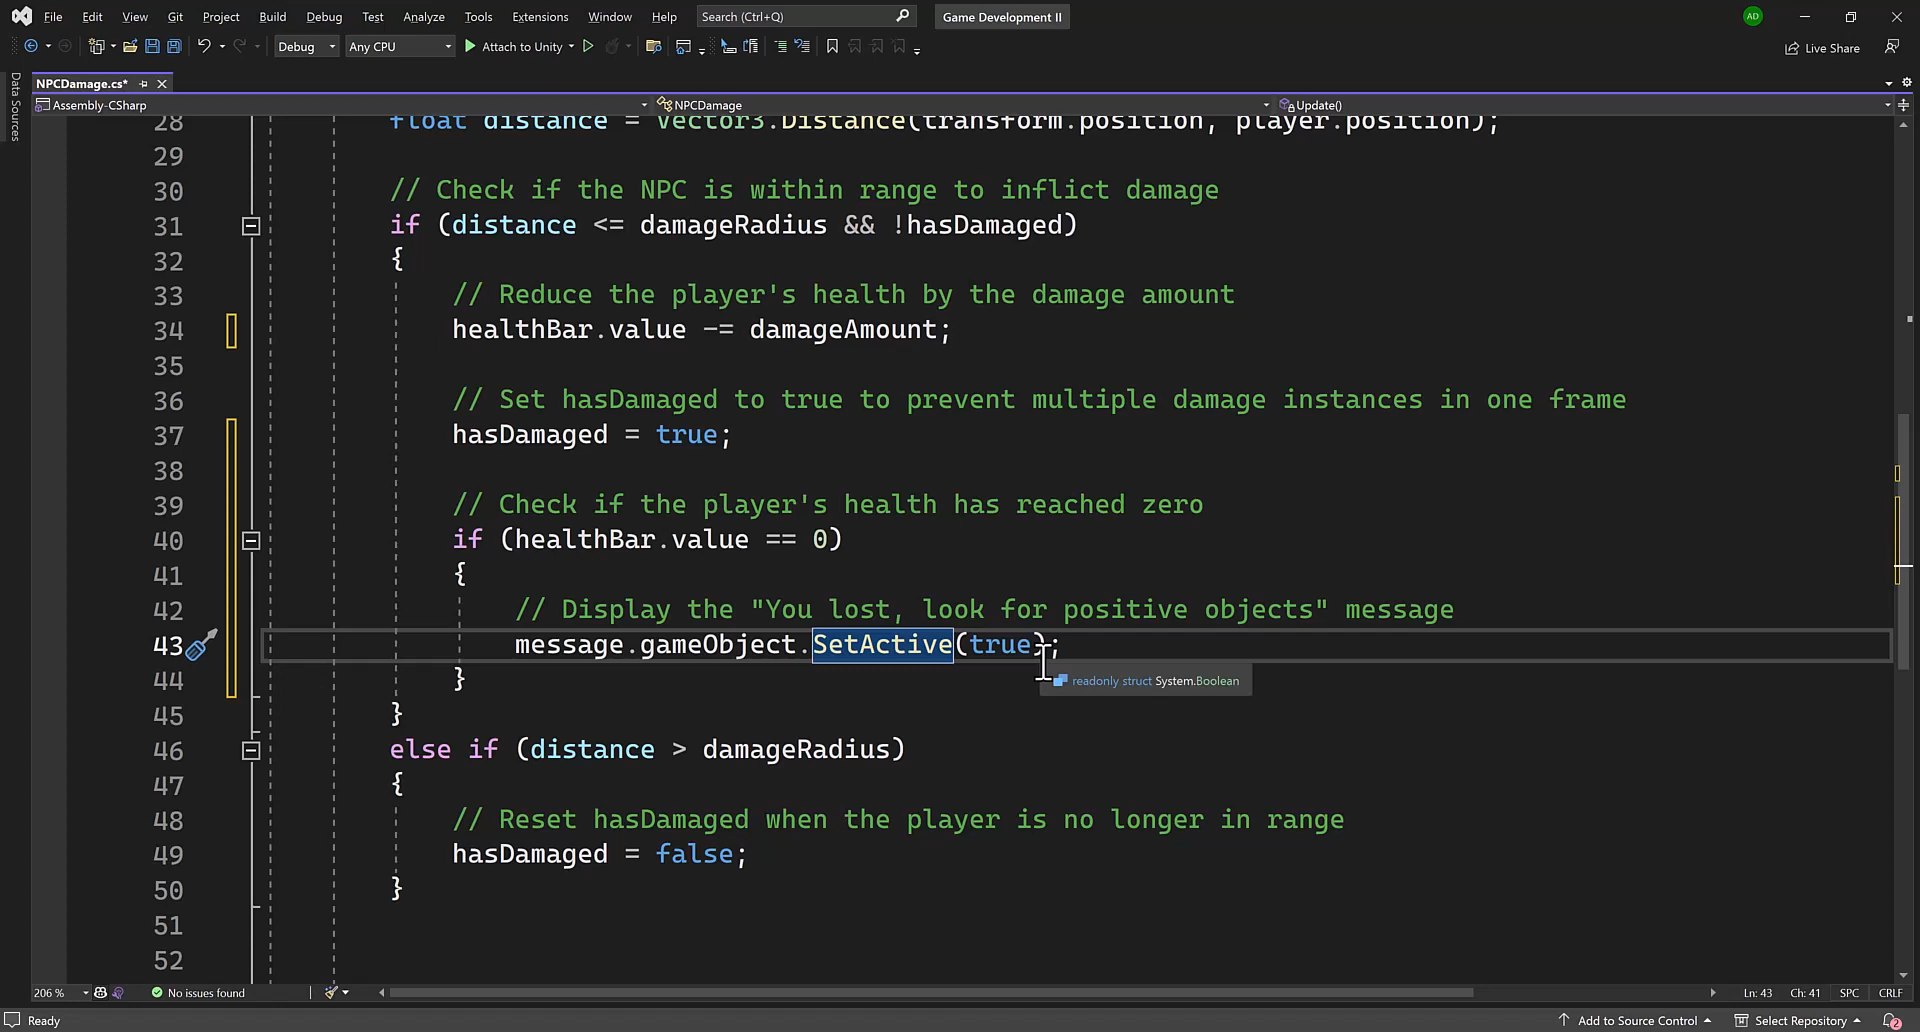 File Edit View Git Project Build Debug Test Analyze Tools Extensions Window Help Search (Ctrl+Q) Game Development II AD
Debug Any CPU Attach to Unity Live Share
Data Sources
NPCDamage.cs*
Assembly-CSharp NPCDamage Update()
28 float distance = Vector3.Distance(transform.position, player.position);
29
30 // Check if the NPC is within range to inflict damage
31 if (distance <= damageRadius && !hasDamaged)
32 {
33 // Reduce the player's health by the damage amount
34 healthBar.value -= damageAmount;
35
36 // Set hasDamaged to true to prevent multiple damage instances in one frame
37 hasDamaged = true;
38
39 // Check if the player's health has reached zero
40 if (healthBar.value == 0)
41 {
42 // Display the "You lost, look for positive objects" message
43 message.gameObject.SetActive(true);
readonly struct System.Boolean
44 }
45 }
46 else if (distance > damageRadius)
47 {
48 // Reset hasDamaged when the player is no longer in range
49 hasDamaged = false;
50 }
51
52
206 % No issues found Ln: 43 Ch: 41 SPC CRLF
Ready Add to Source Control Select Repository 2